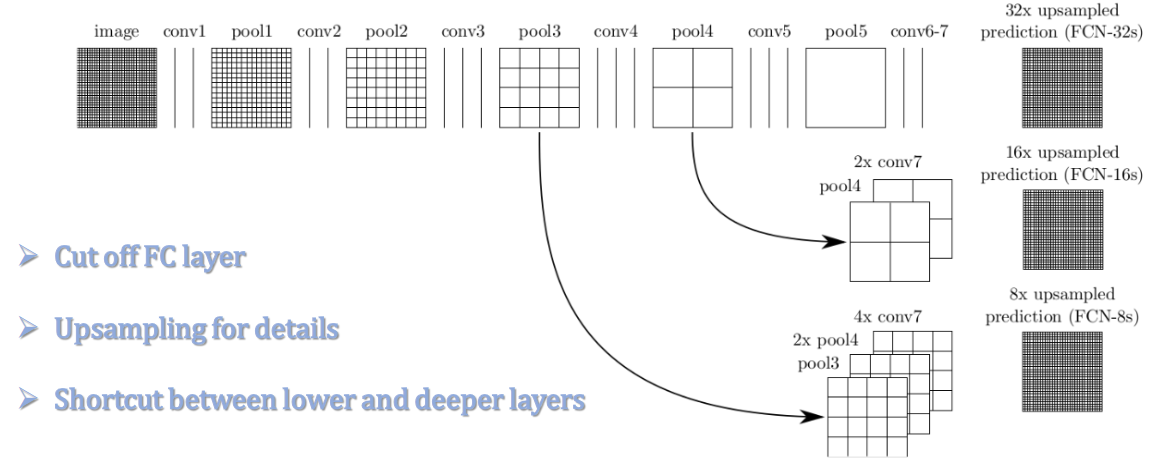 image conv1 pool1 conv2 pool2 conv3 pool3 conv4 pool4 conv5 pool5 conv6-7
32x upsampled
prediction (FCN-32s)
2x conv7
pool4
16x upsampled
prediction (FCN-16s)
➢ Cut off FC layer
➢ Upsampling for details
➢ Shortcut between lower and deeper layers
4x conv7
2x pool4
pool3
8x upsampled
prediction (FCN-8s)